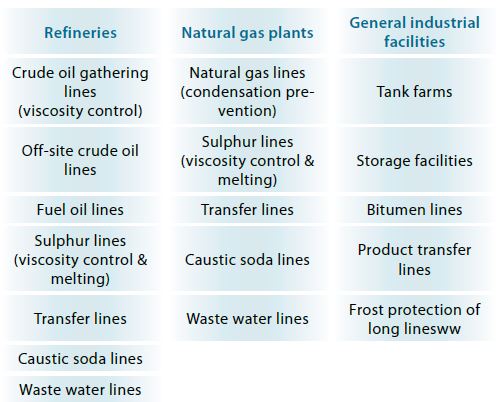 Refineries
Crude oil gathering
lines
(viscosity control)
Off-site crude oil
lines
Fuel oil lines
Sulphur lines
(viscosity control &
melting)
Transfer lines
Caustic soda lines
Waste water lines
Natural gas plants
Natural gas lines
(condensation pre-
vention)
Sulphur lines
(viscosity control &
melting)
Transfer lines
Caustic soda lines
Waste water lines
General industrial
facilities
Tank farms
Storage facilities
Bitumen lines
Product transfer
lines
Frost protection of
long linesww